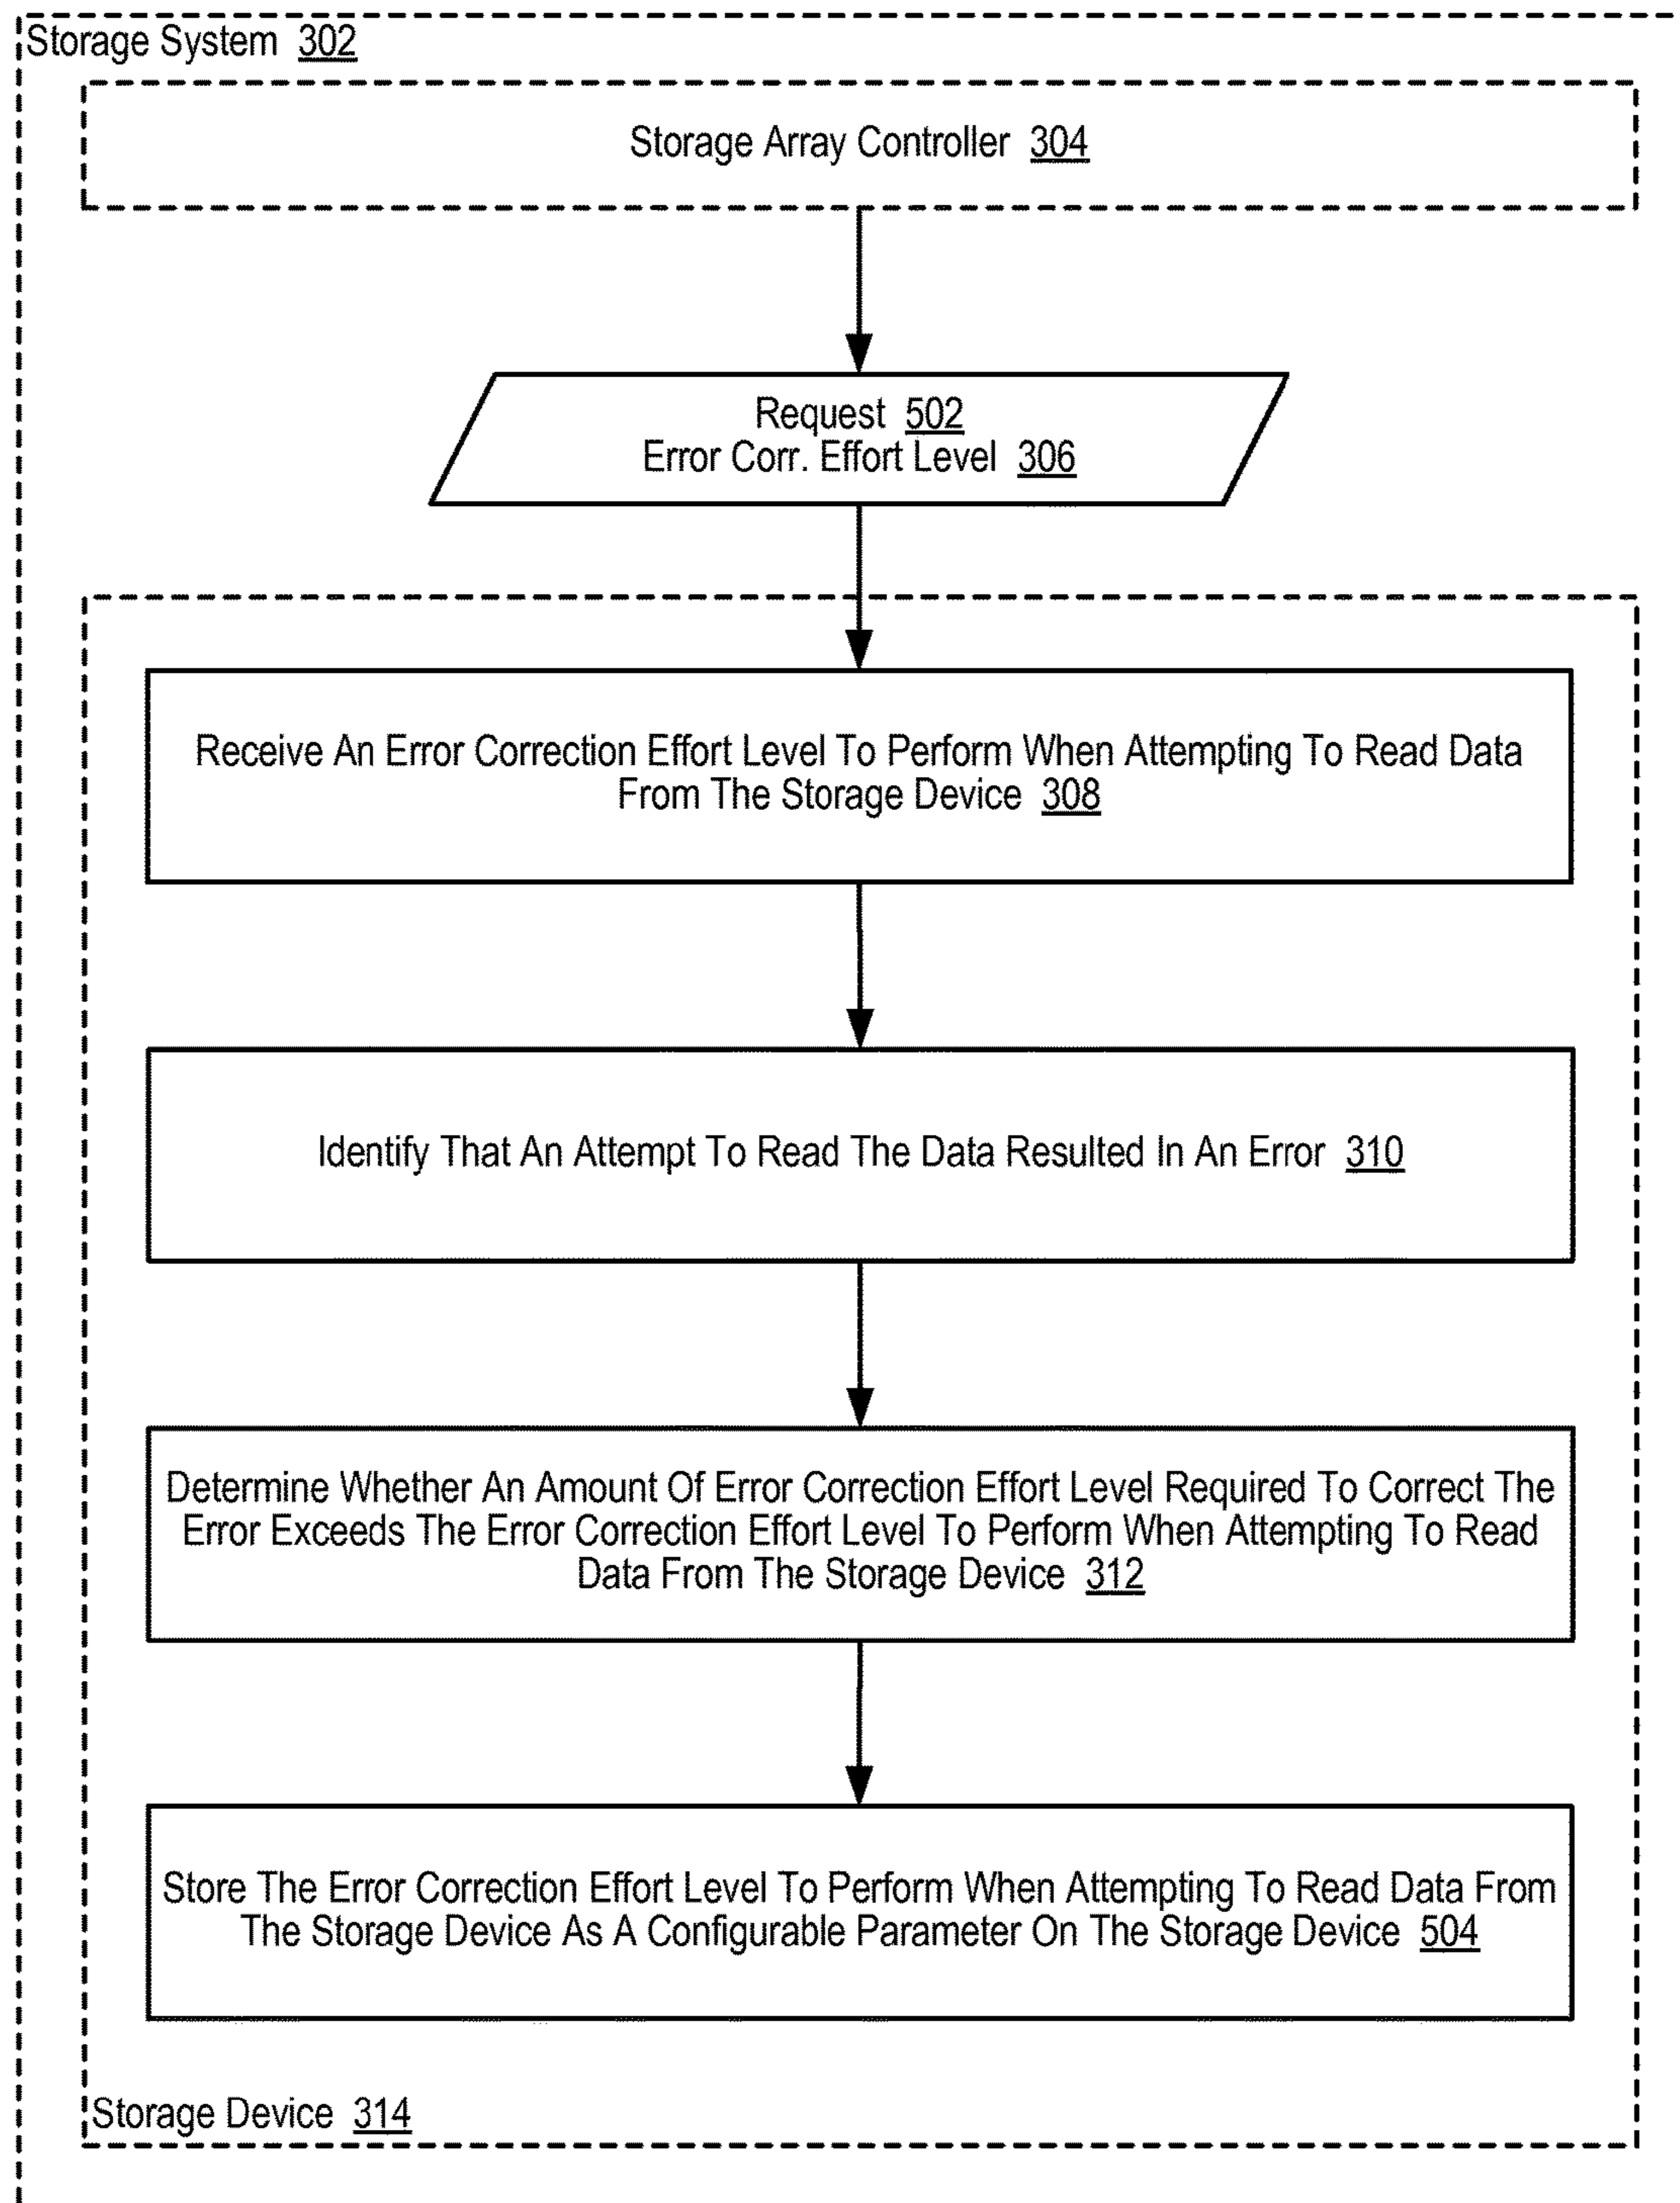 Storage System 302
Storage Array Controller 304
Request 502
Error Corr. Effort Level 306
Receive An Error Correction Effort Level To Perform When Attempting To Read Data
From The Storage Device 308
Identify That An Attempt To Read The Data Resulted In An Error 310
Determine Whether An Amount Of Error Correction Effort Level Required To Correct The
Error Exceeds The Error Correction Effort Level To Perform When Attempting To Read
Data From The Storage Device 312
Store The Error Correction Effort Level To Perform When Attempting To Read Data From
The Storage Device As A Configurable Parameter On The Storage Device 504
Storage Device 314